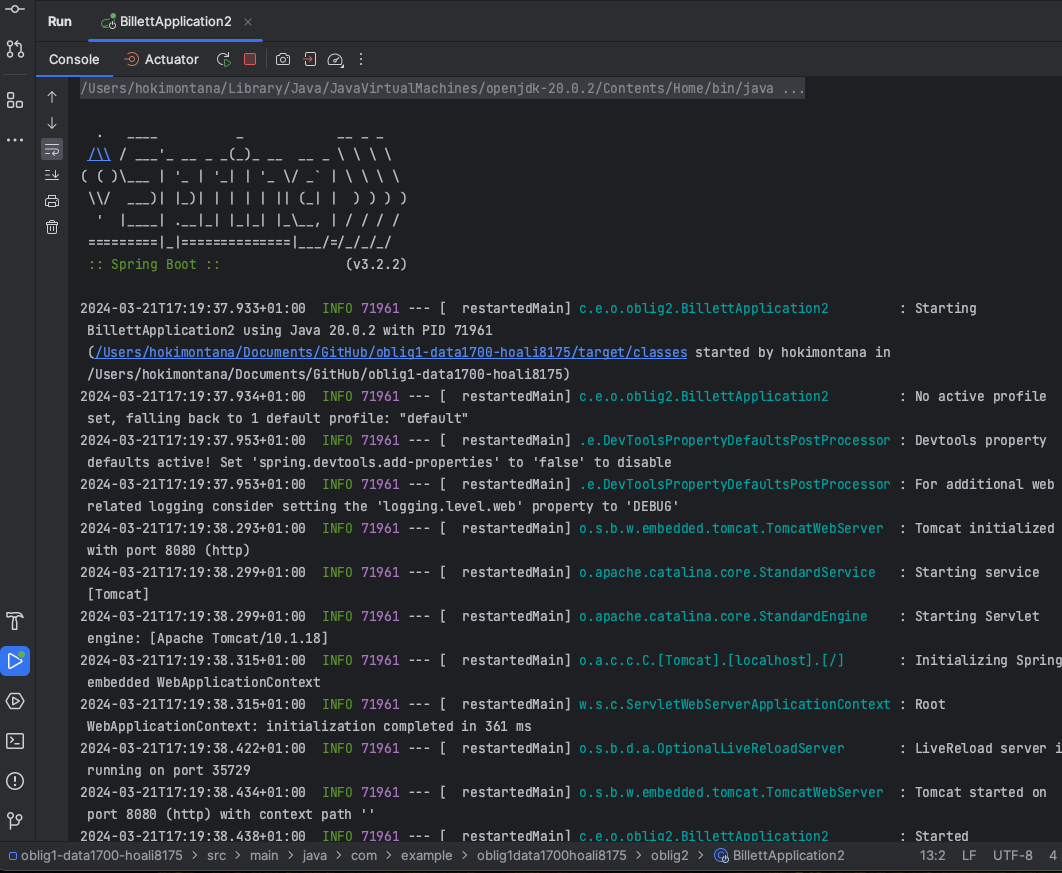 Run BillettApplication2
Console Actuator
/Users/hokimontana/Library/Java/JavaVirtualMachines/openjdk-20.0.2/Contents/Home/bin/java ...
  .   ____          _            __ _ _
 /\\ / ___'_ __ _ _(_)_ __  __ _ \ \ \ \
( ( )\___ | '_ | '_| | '_ \/ _` | \ \ \ \
 \\/  ___)| |_)| | | | | || (_| |  ) ) ) )
  '  |____| .__|_| |_|_| |_\__, | / / / /
 =========|_|==============|___/=/_/_/_/
 :: Spring Boot ::                (v3.2.2)
2024-03-21T17:19:37.933+01:00  INFO 71961 --- [  restartedMain] c.e.o.oblig2.BillettApplication2         : Starting
BillettApplication2 using Java 20.0.2 with PID 71961
(/Users/hokimontana/Documents/GitHub/oblig1-data1700-hoali8175/target/classes started by hokimontana in
/Users/hokimontana/Documents/GitHub/oblig1-data1700-hoali8175)
2024-03-21T17:19:37.934+01:00  INFO 71961 --- [  restartedMain] c.e.o.oblig2.BillettApplication2         : No active profile
set, falling back to 1 default profile: "default"
2024-03-21T17:19:37.953+01:00  INFO 71961 --- [  restartedMain] .e.DevToolsPropertyDefaultsPostProcessor : Devtools property
defaults active! Set 'spring.devtools.add-properties' to 'false' to disable
2024-03-21T17:19:37.953+01:00  INFO 71961 --- [  restartedMain] .e.DevToolsPropertyDefaultsPostProcessor : For additional web
related logging consider setting the 'logging.level.web' property to 'DEBUG'
2024-03-21T17:19:38.293+01:00  INFO 71961 --- [  restartedMain] o.s.b.w.embedded.tomcat.TomcatWebServer  : Tomcat initialized
with port 8080 (http)
2024-03-21T17:19:38.299+01:00  INFO 71961 --- [  restartedMain] o.apache.catalina.core.StandardService   : Starting service
[Tomcat]
2024-03-21T17:19:38.299+01:00  INFO 71961 --- [  restartedMain] o.apache.catalina.core.StandardEngine    : Starting Servlet
engine: [Apache Tomcat/10.1.18]
2024-03-21T17:19:38.315+01:00  INFO 71961 --- [  restartedMain] o.a.c.c.C.[Tomcat].[localhost].[/]       : Initializing Spring
embedded WebApplicationContext
2024-03-21T17:19:38.315+01:00  INFO 71961 --- [  restartedMain] w.s.c.ServletWebServerApplicationContext : Root
WebApplicationContext: initialization completed in 361 ms
2024-03-21T17:19:38.422+01:00  INFO 71961 --- [  restartedMain] o.s.b.d.a.OptionalLiveReloadServer       : LiveReload server i
running on port 35729
2024-03-21T17:19:38.434+01:00  INFO 71961 --- [  restartedMain] o.s.b.w.embedded.tomcat.TomcatWebServer  : Tomcat started on
port 8080 (http) with context path ''
2024-03-21T17:19:38.438+01:00  INFO 71961 --- [  restartedMain] c.e.o.oblig2.BillettApplication2         : Started
oblig1-data1700-hoali8175 > src > main > java > com > example > oblig1data1700hoali8175 > oblig2 > BillettApplication2 13:2 LF UTF-8 4